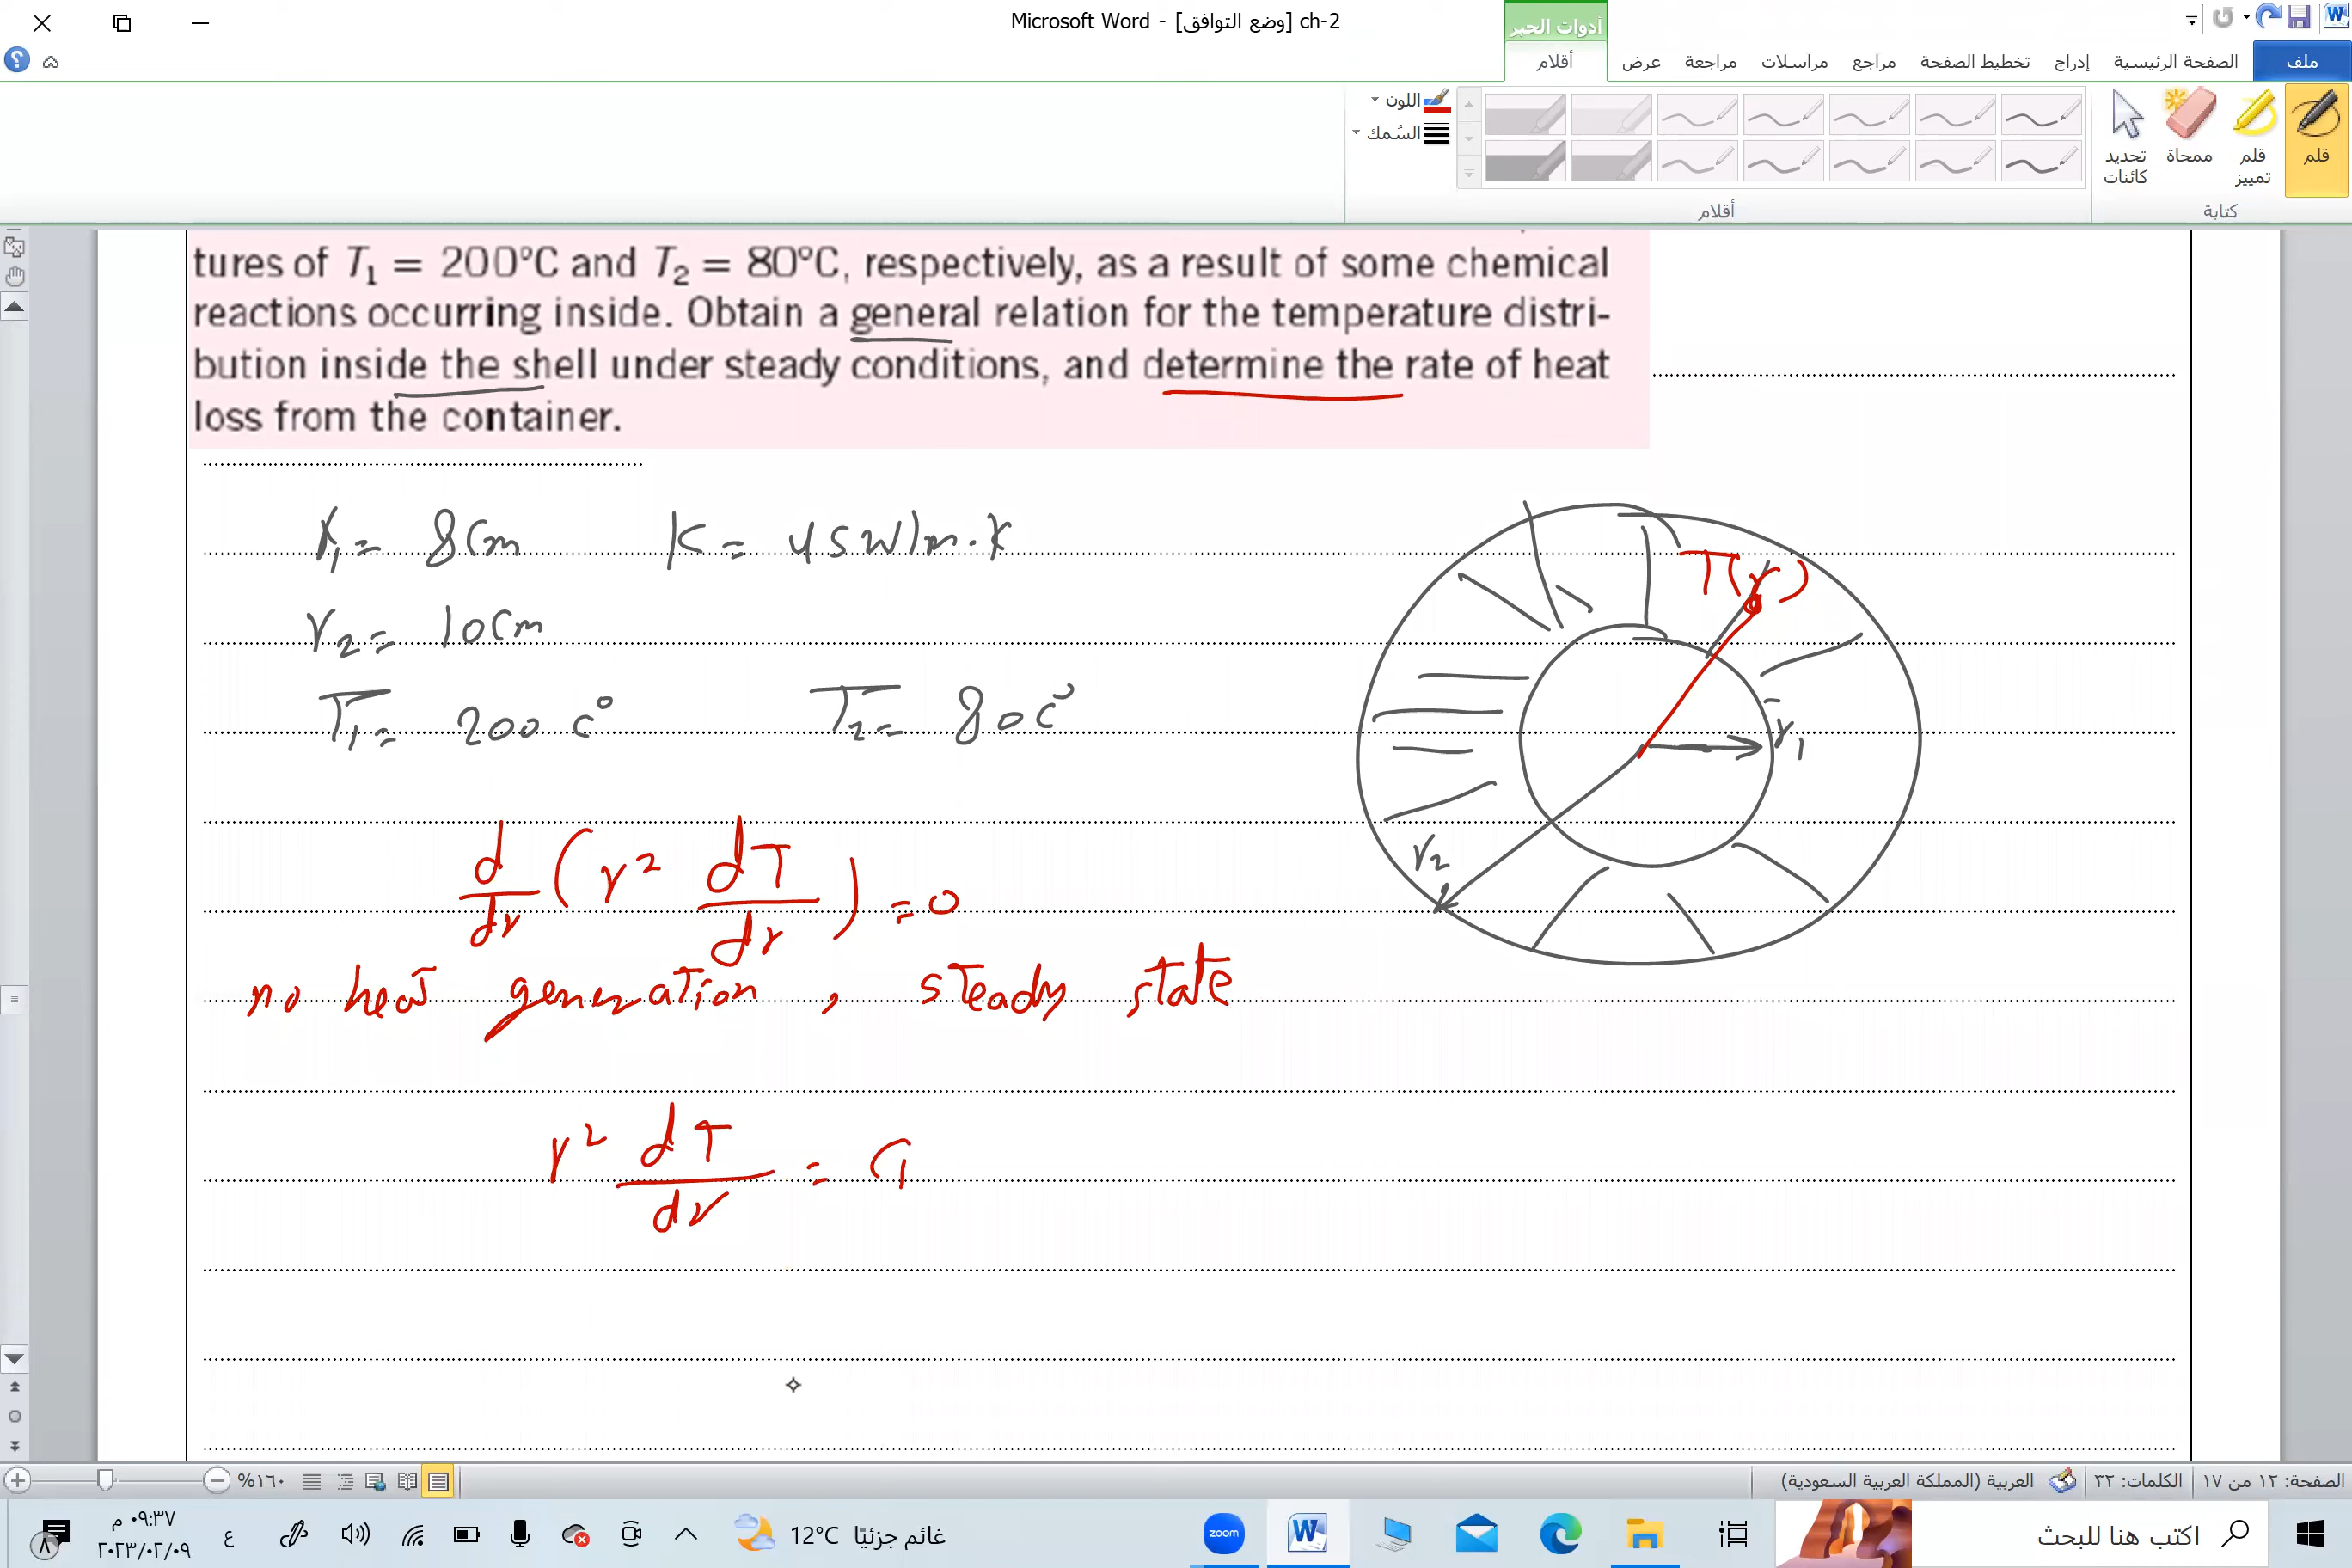 Microsoft Word - [وضع التوافق] ch-2
أدوات الحبر
ملف
الصفحة الرئيسية
إدراج
تخطيط الصفحة
مراجع
مراسلات
مراجعة
عرض
أقلام
قلم
قلم تمييز
ممحاة
تحديد كائنات
اللون
السُمك
كتابة
أقلام
tures of T₁ = 200°C and T₂ = 80°C, respectively, as a result of some chemical
reactions occurring inside. Obtain a general relation for the temperature distri-
bution inside the shell under steady conditions, and determine the rate of heat
loss from the container.
r₁ = 8 Cm K = 45 W/m.K
r₂ = 10 Cm
T₁ = 200 C° T₂ = 80 C°
T(r)
r₁
r₂
d/dr (r² dT/dr) = 0
no heat generation , steady state
r² dT/dr = C₁
الصفحة: ١٢ من ١٧
الكلمات: ٣٢
العربية (المملكة العربية السعودية)
%١٦٠
اكتب هنا للبحث
zoom
12°C غائم جزئيًا
ع
٠٩:٣٧ م
٢٠٢٣/٠٢/٠٩
٨